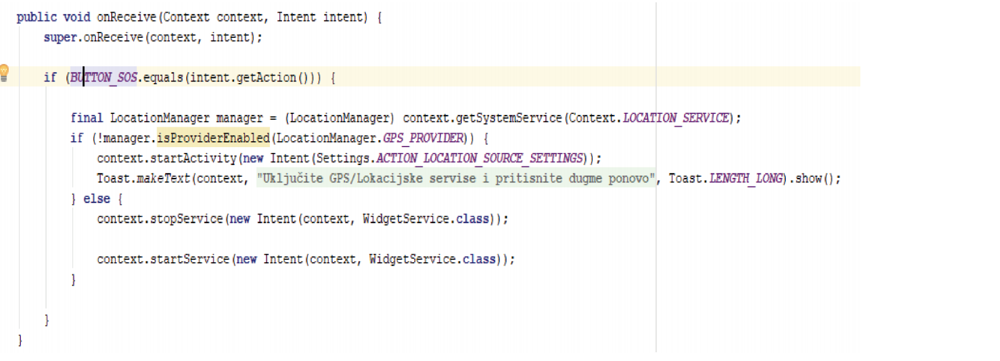 public void onReceive(Context context, Intent intent) {
super.onReceive(context, intent);
if (BUTTON_SOS.equals(intent.getAction())) {
final LocationManager manager = (LocationManager) context.getSystemService(Context.LOCATION_SERVICE);
if (!manager.isProviderEnabled(LocationManager.GPS_PROVIDER)) {
context.startActivity(new Intent(Settings.ACTION_LOCATION_SOURCE_SETTINGS));
Toast.makeText(context, "Uključite GPS/Lokacijske servise i pritisnite dugme ponovo", Toast.LENGTH_LONG).show();
} else {
context.stopService(new Intent(context, WidgetService.class));
context.startService(new Intent(context, WidgetService.class));
}
}
}